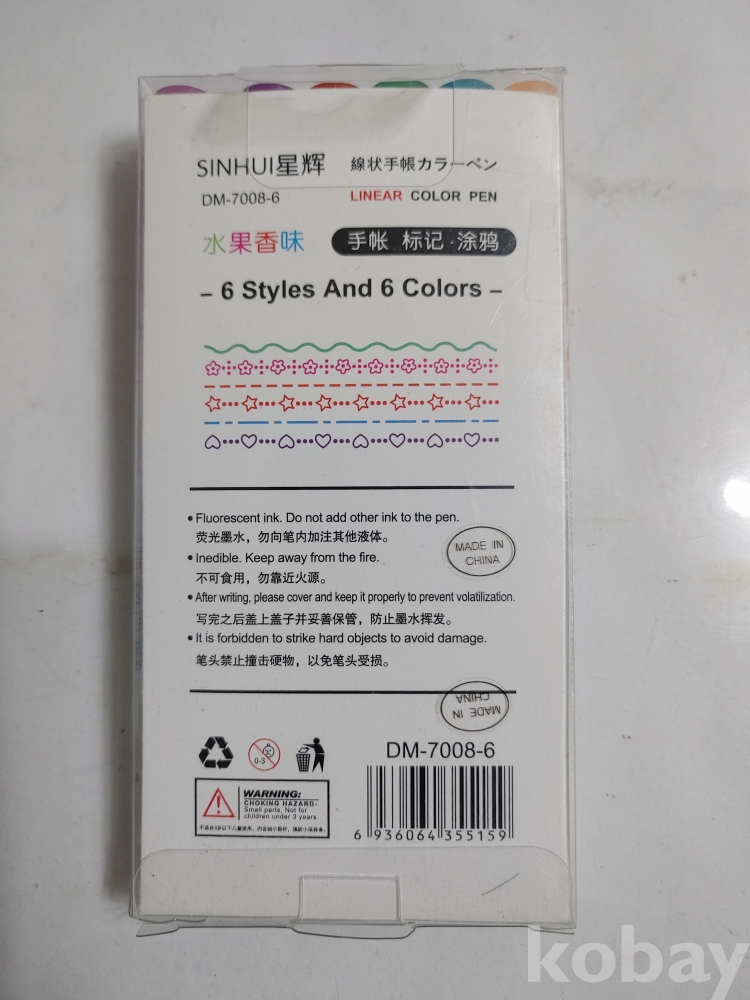 SINHUI星辉 線状手帳カラーペン
DM-7008-6 LINEAR COLOR PEN
水果香味 手帐 标记·涂鸦
– 6 Styles And 6 Colors –
• Fluorescent ink. Do not add other ink to the pen.
荧光墨水，勿向笔内加注其他液体。
• Inedible. Keep away from the fire.
不可食用，勿靠近火源。
MADE IN
CHINA
• After writing, please cover and keep it properly to prevent volatilization.
写完之后盖上盖子并妥善保管，防止墨水挥发。
• It is forbidden to strike hard objects to avoid damage.
笔头禁止撞击硬物，以免笔头受损。
MADE IN
CHINA
0-3
DM-7008-6
WARNING:
CHOKING HAZARD-
Small parts, Not for
children under 3 years.
6 936064 355159
kobay